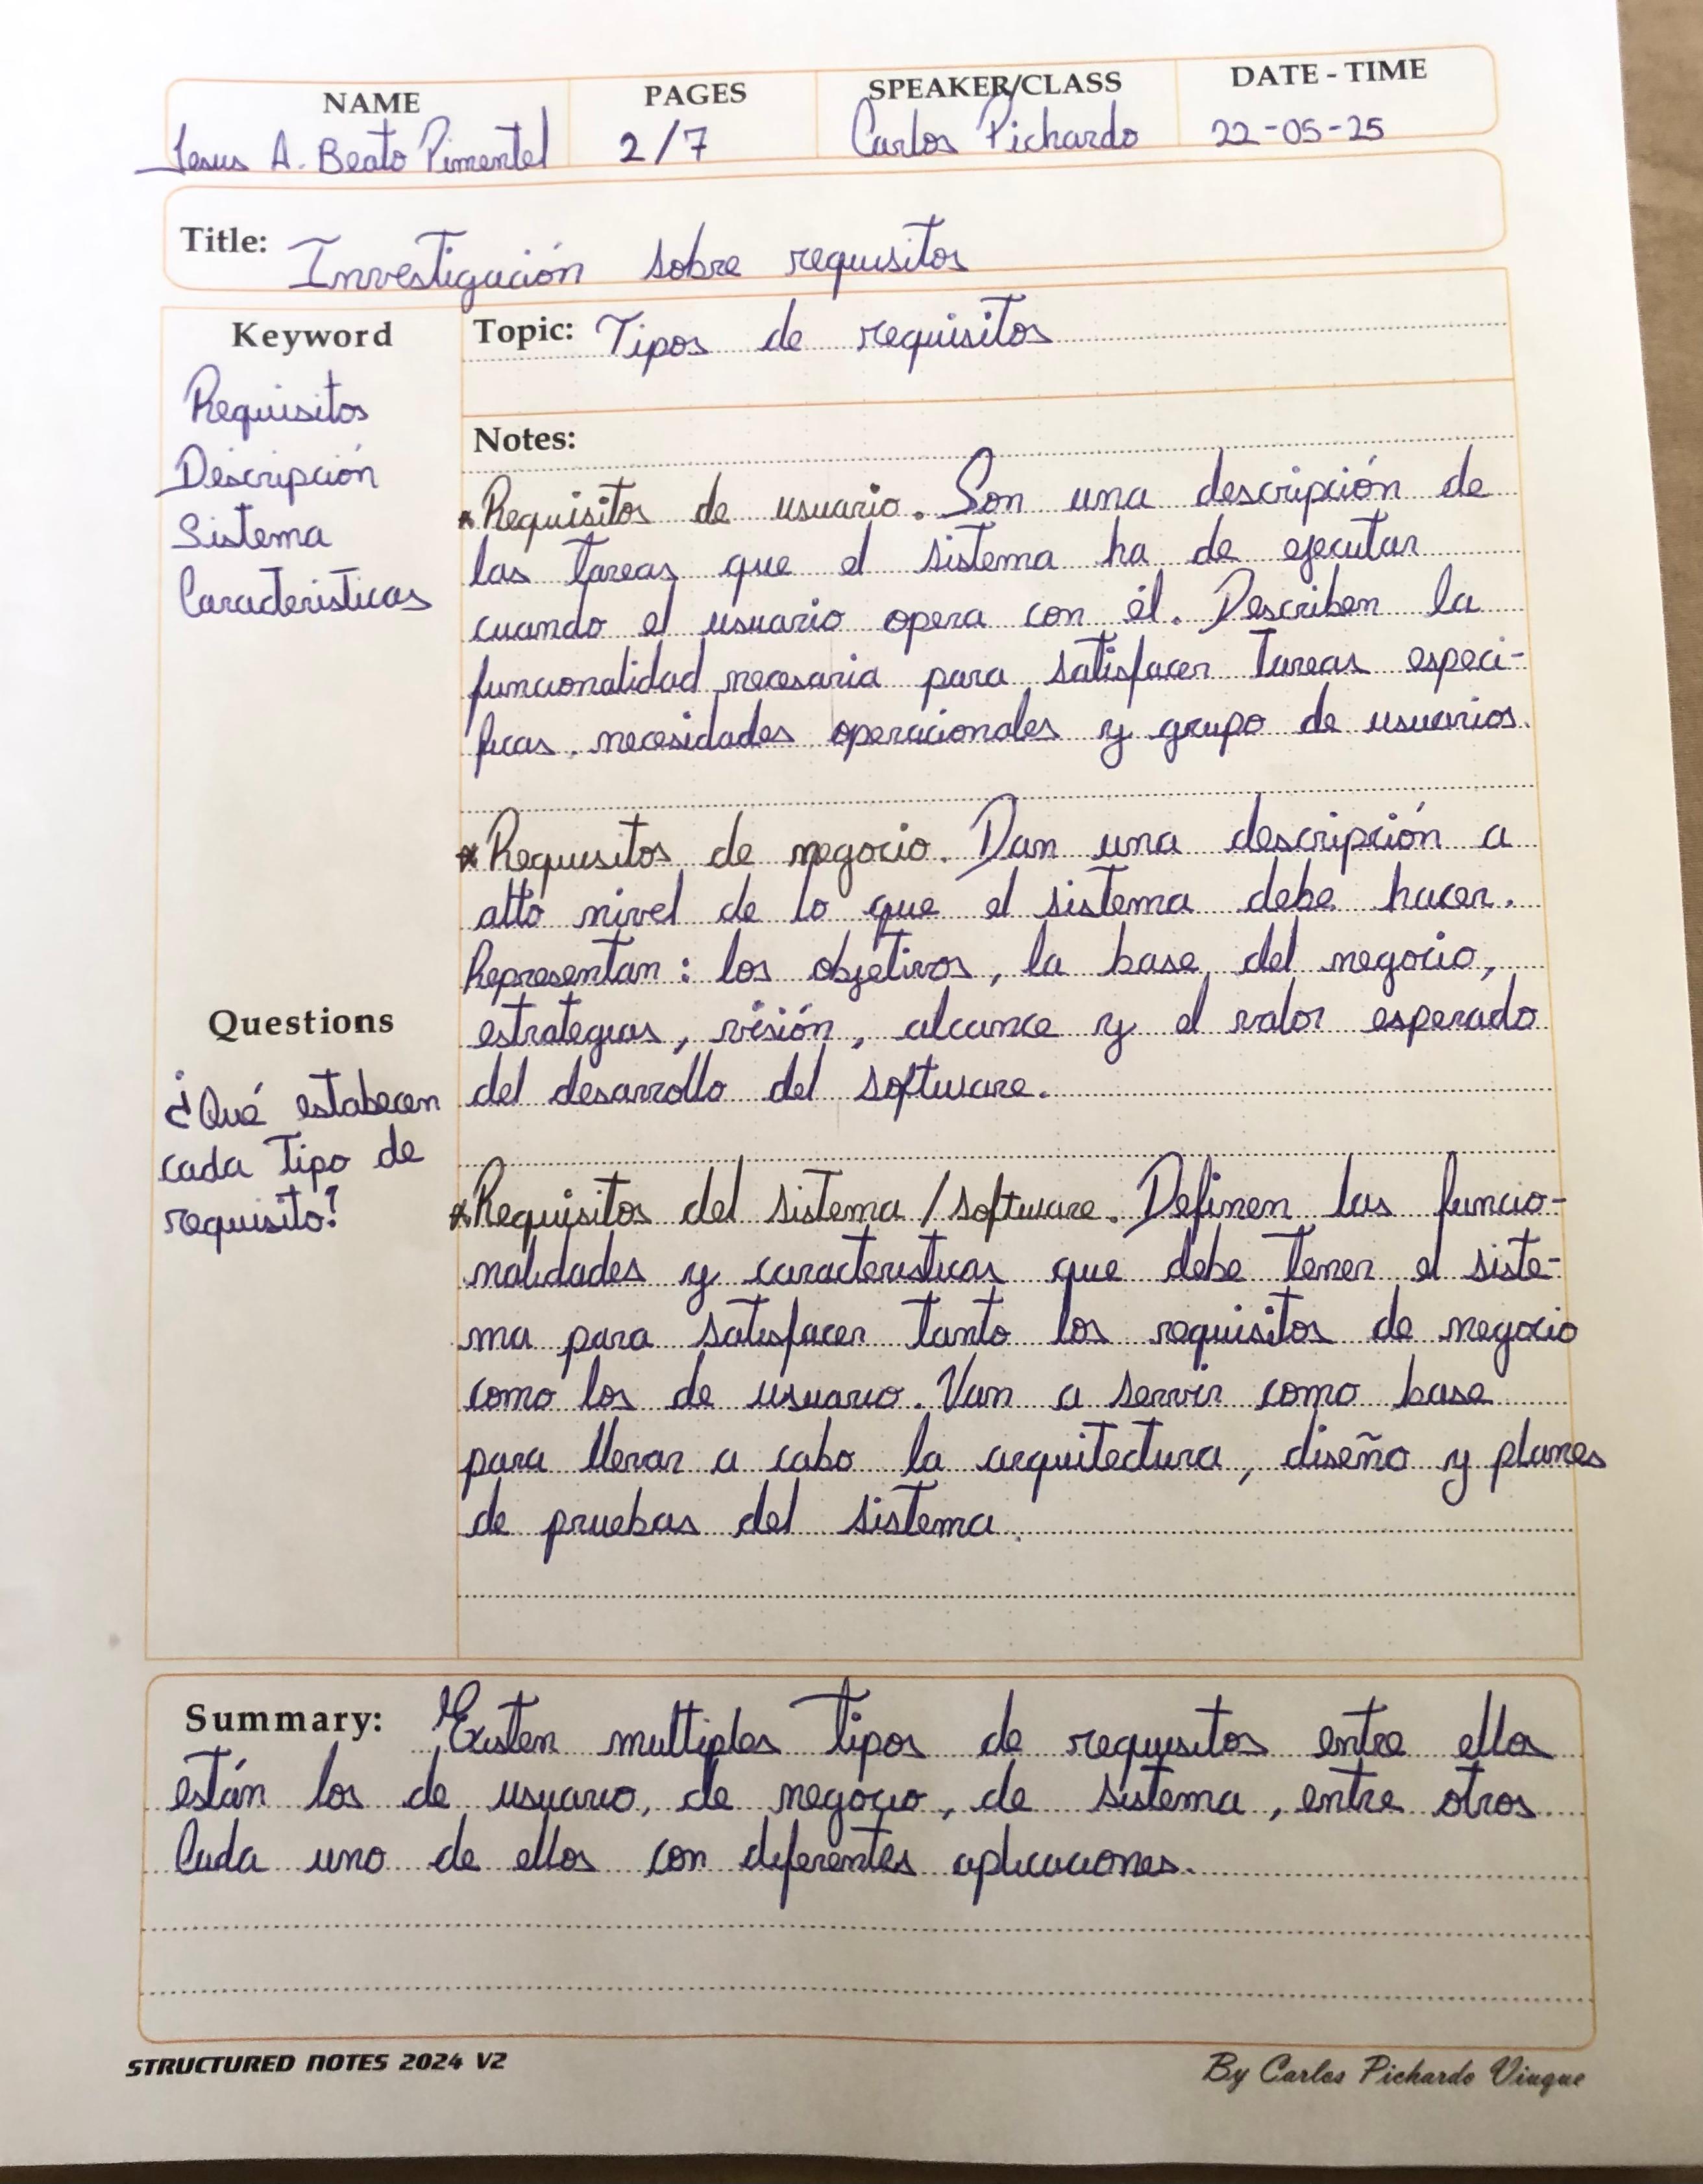 NAME PAGES SPEAKER/CLASS DATE - TIME
Jesus A. Beato Pimentel 2/7 Carlos Pichardo 22-05-25
Title: Investigación sobre requisitos
Keyword
Requisitos
Descripción
Sistema
Caracteristicas
Questions
¿Qué estabecen
cada Tipo de
requisito?
Topic: Tipos de requisitos
Notes:
*Requisitos de usuario. Son una descripción de
las tareas que el sistema ha de ejecutar
cuando el usuario opera con él. Describen la
funcionalidad necesaria para satisfacer tareas especi-
ficas, necesidades operacionales y grupo de usuarios.
*Requisitos de negocio. Dan una descripción a
alto nivel de lo que el sistema debe hacer.
Representan: los objetivos, la base del negocio,
estrategias, visión, alcance y el valor esperado
del desarrollo del software.
*Requisitos del sistema/software. Definen las funcio-
nalidades y caracteristicas que debe tener el siste-
ma para satisfacer tanto los requisitos de negocio
como los de usuario. Van a servir como base
para llevar a cabo la arquitectura, diseño y planes
de pruebas del sistema.
Summary: Existen multiples tipos de requisitos entre ellos
están los de usuario, de negocio, de sistema, entre otros.
Cada uno de ellos con diferentes aplicaciones.
STRUCTURED NOTES 2024 V2
By Carlos Pichardo Viuque